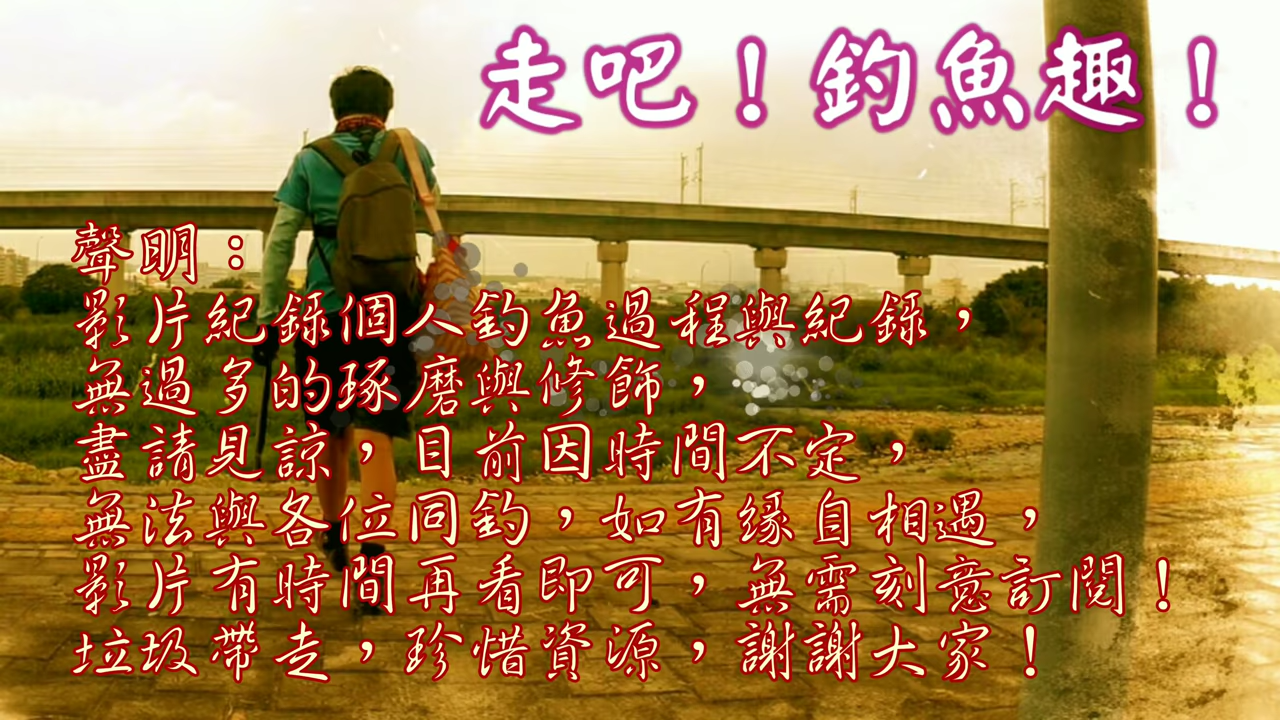 走吧！釣魚趣！
聲明：
影片紀錄個人釣魚過程與紀錄，
無過多的琢磨與修飾，
盡請見諒，目前因時間不定，
無法與各位同釣，如有緣自相遇，
影片有時間再看即可，無需刻意訂閱！
垃圾帶走，珍惜資源，謝謝大家！